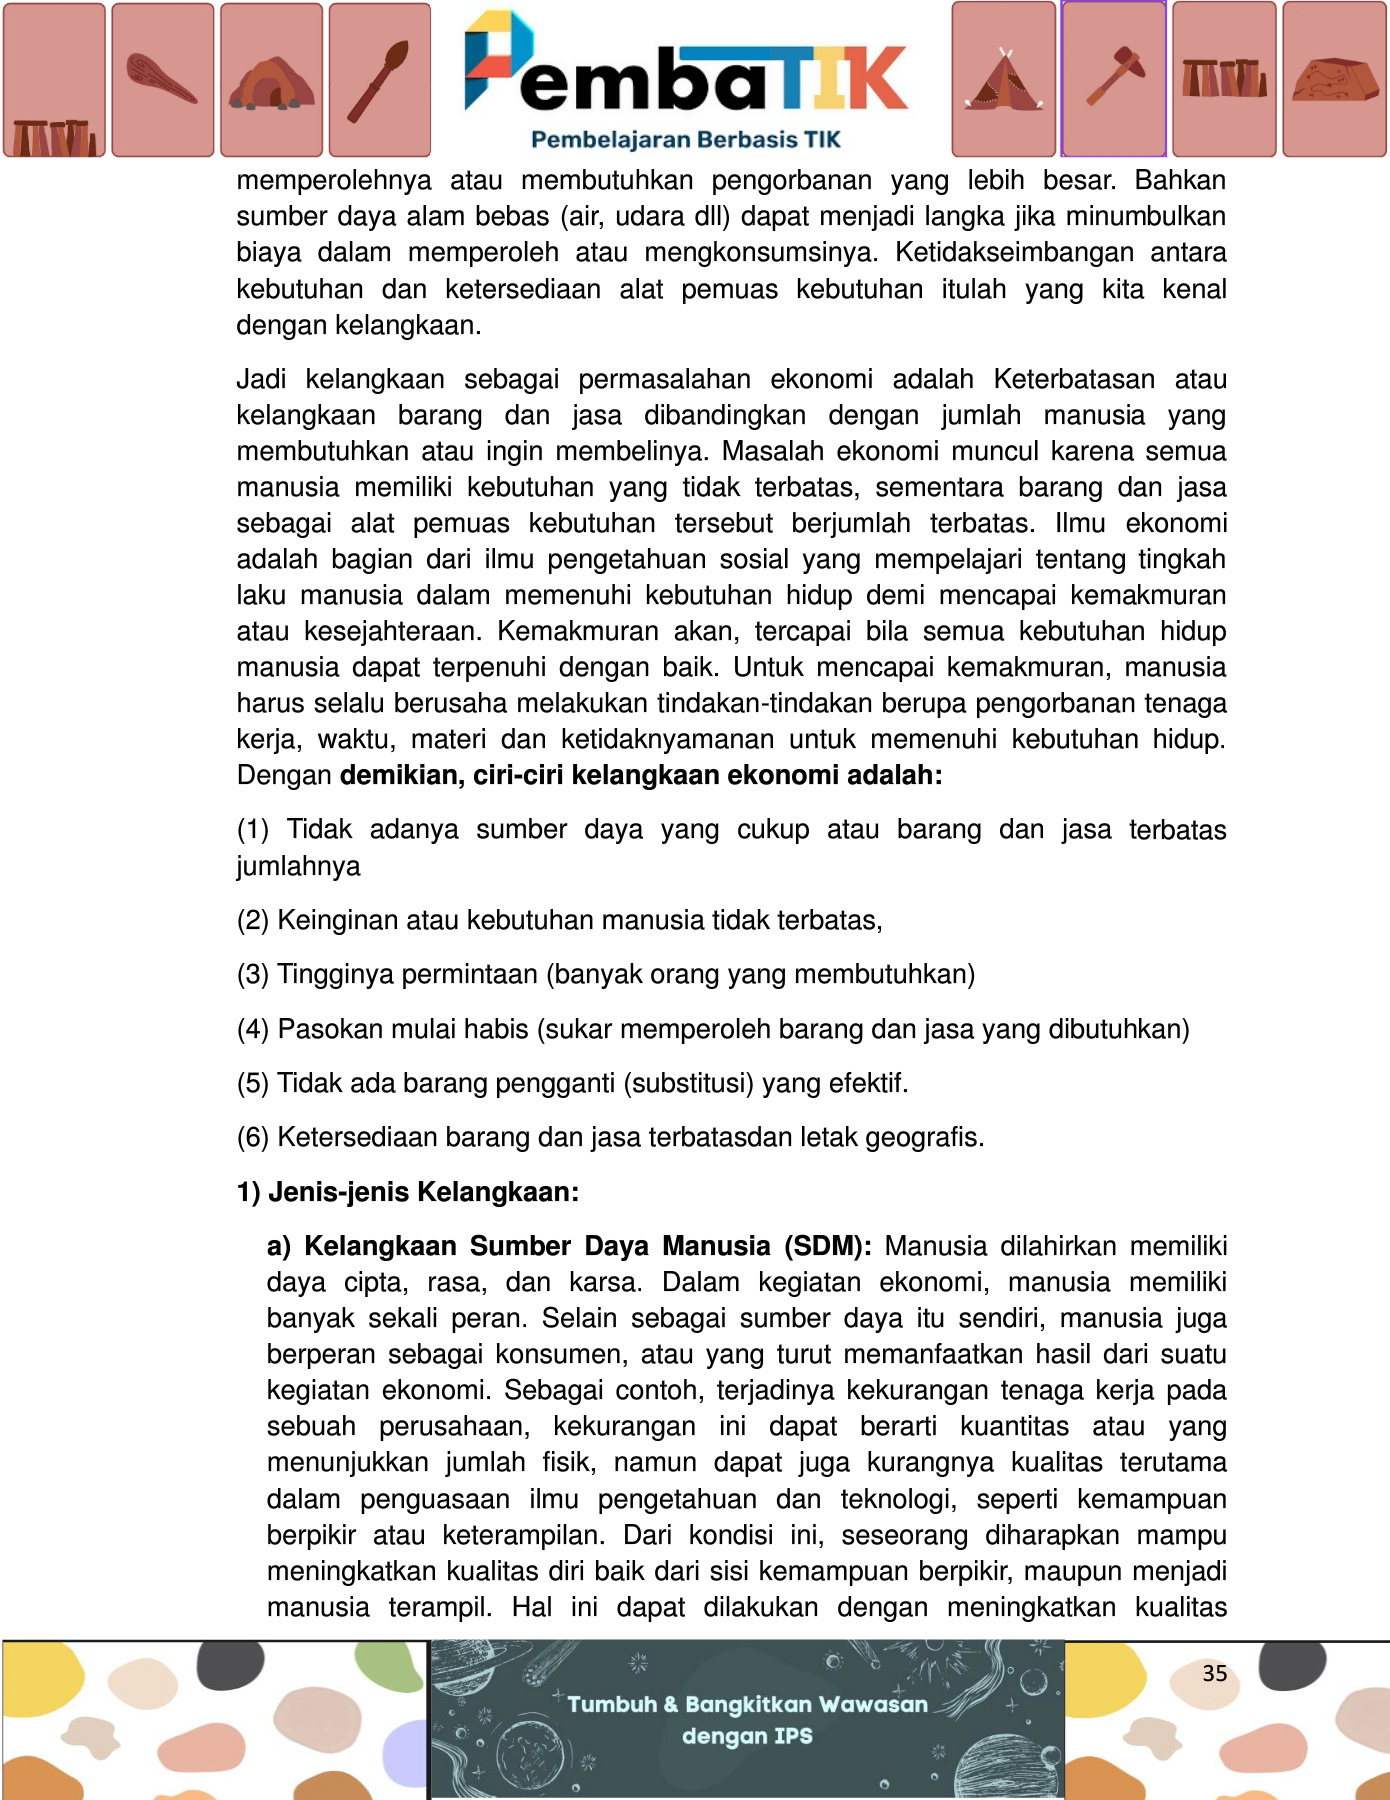 PembaTIK
Pembelajaran Berbasis TIK
memperolehnya atau membutuhkan pengorbanan yang lebih besar. Bahkan
sumber daya alam bebas (air, udara dll) dapat menjadi langka jika minumbulkan
biaya dalam memperoleh atau mengkonsumsinya. Ketidakseimbangan antara
kebutuhan dan ketersediaan alat pemuas kebutuhan itulah yang kita kenal
dengan kelangkaan.
Jadi kelangkaan sebagai permasalahan ekonomi adalah Keterbatasan atau
kelangkaan barang dan jasa dibandingkan dengan jumlah manusia yang
membutuhkan atau ingin membelinya. Masalah ekonomi muncul karena semua
manusia memiliki kebutuhan yang tidak terbatas, sementara barang dan jasa
sebagai alat pemuas kebutuhan tersebut berjumlah terbatas. Ilmu ekonomi
adalah bagian dari ilmu pengetahuan sosial yang mempelajari tentang tingkah
laku manusia dalam memenuhi kebutuhan hidup demi mencapai kemakmuran
atau kesejahteraan. Kemakmuran akan, tercapai bila semua kebutuhan hidup
manusia dapat terpenuhi dengan baik. Untuk mencapai kemakmuran, manusia
harus selalu berusaha melakukan tindakan-tindakan berupa pengorbanan tenaga
kerja, waktu, materi dan ketidaknyamanan untuk memenuhi kebutuhan hidup.
Dengan demikian, ciri-ciri kelangkaan ekonomi adalah:
(1) Tidak adanya sumber daya yang cukup atau barang dan jasa terbatas
jumlahnya
(2) Keinginan atau kebutuhan manusia tidak terbatas,
(3) Tingginya permintaan (banyak orang yang membutuhkan)
(4) Pasokan mulai habis (sukar memperoleh barang dan jasa yang dibutuhkan)
(5) Tidak ada barang pengganti (substitusi) yang efektif.
(6) Ketersediaan barang dan jasa terbatasdan letak geografis.
1) Jenis-jenis Kelangkaan:
a) Kelangkaan Sumber Daya Manusia (SDM): Manusia dilahirkan memiliki
daya cipta, rasa, dan karsa. Dalam kegiatan ekonomi, manusia memiliki
banyak sekali peran. Selain sebagai sumber daya itu sendiri, manusia juga
berperan sebagai konsumen, atau yang turut memanfaatkan hasil dari suatu
kegiatan ekonomi. Sebagai contoh, terjadinya kekurangan tenaga kerja pada
sebuah perusahaan, kekurangan ini dapat berarti kuantitas atau yang
menunjukkan jumlah fisik, namun dapat juga kurangnya kualitas terutama
dalam penguasaan ilmu pengetahuan dan teknologi, seperti kemampuan
berpikir atau keterampilan. Dari kondisi ini, seseorang diharapkan mampu
meningkatkan kualitas diri baik dari sisi kemampuan berpikir, maupun menjadi
manusia terampil. Hal ini dapat dilakukan dengan meningkatkan kualitas
35
Tumbuh & Bangkitkan Wawasan
dengan IPS